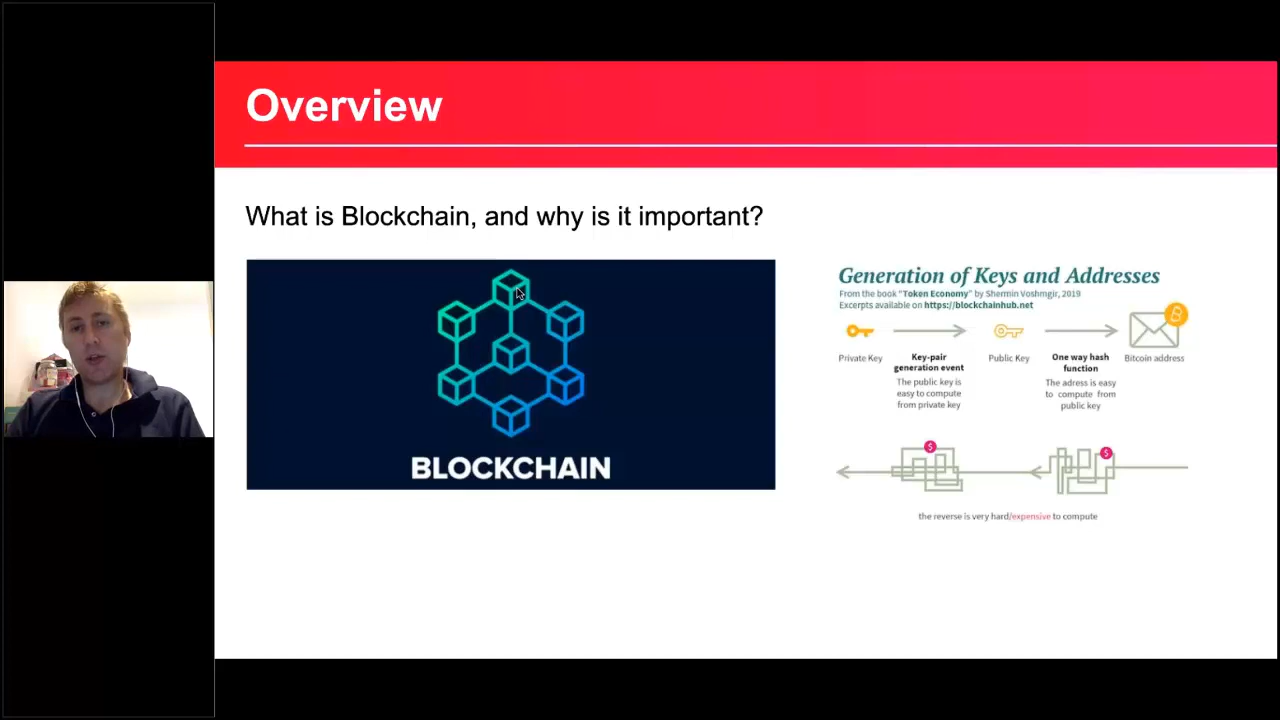 Overview
What is Blockchain, and why is it important?
BLOCKCHAIN
Generation of Keys and Addresses
From the book "Token Economy" by Shermin Voshmgir, 2019
Excerpts available on https://blockchainhub.net
Private Key
Key-pair
generation event
The public key is
easy to compute
from private key
Public Key
One way hash
function
The adress is easy
to compute from
public key
B
Bitcoin address
$
$
the reverse is very hard/expensive to compute